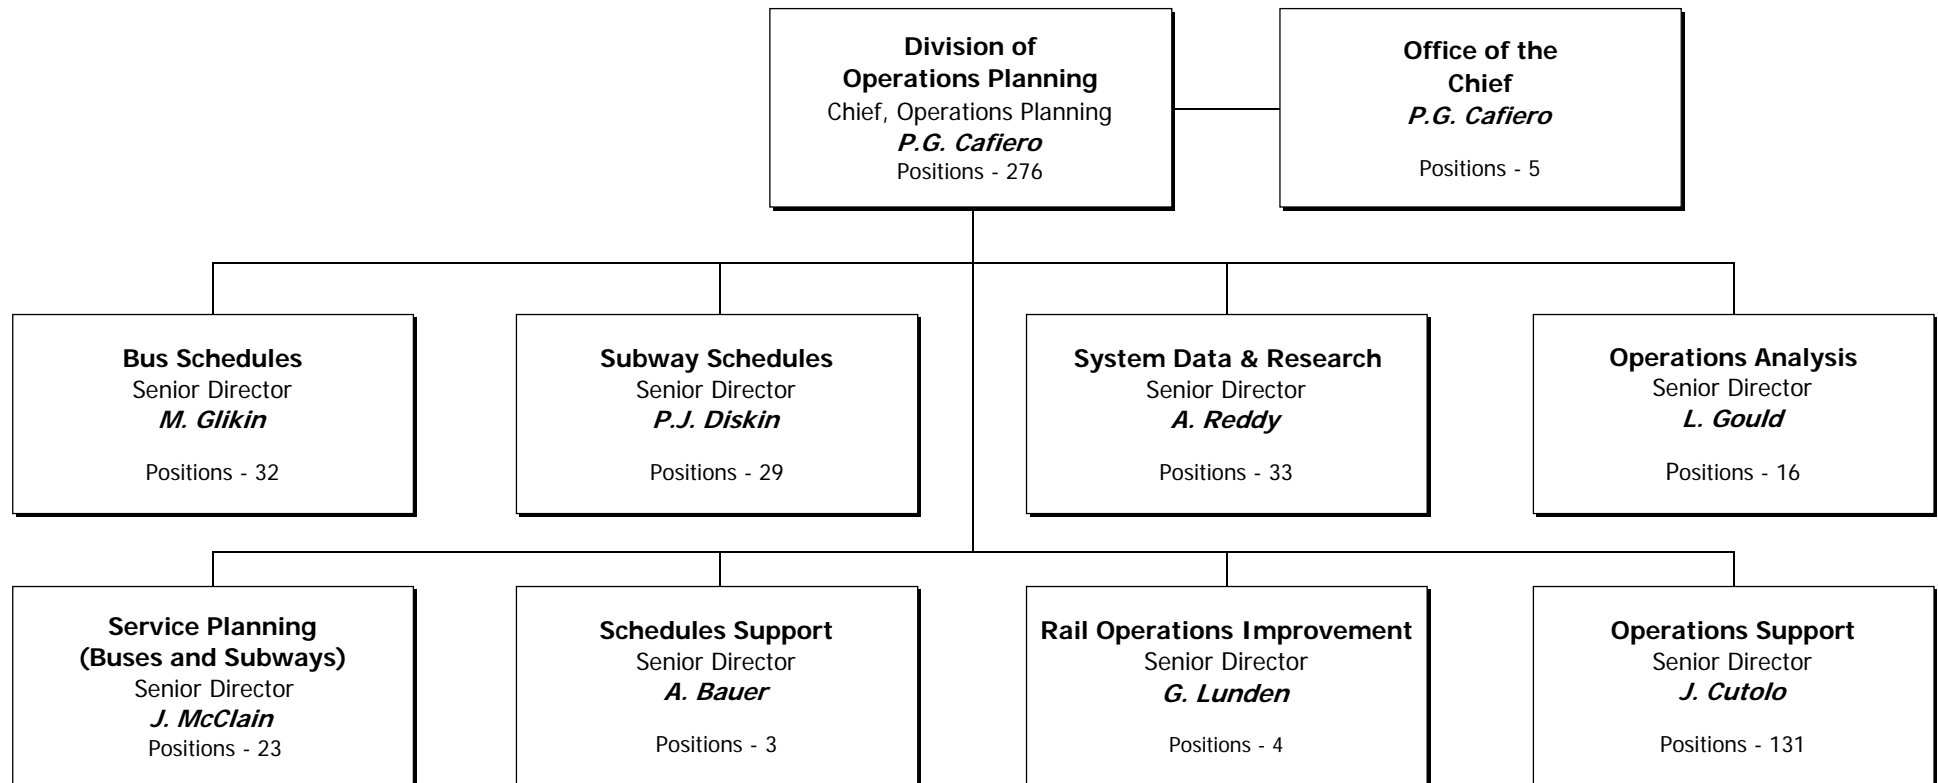 Division of
Operations Planning
Chief, Operations Planning
P.G. Cafiero
Positions - 276
Office of the
Chief
P.G. Cafiero
Positions - 5
Bus Schedules
Senior Director
M. Glikin
Positions - 32
Subway Schedules
Senior Director
P.J. Diskin
Positions - 29
System Data & Research
Senior Director
A. Reddy
Positions - 33
Operations Analysis
Senior Director
L. Gould
Positions - 16
Service Planning
(Buses and Subways)
Senior Director
J. McClain
Positions - 23
Schedules Support
Senior Director
A. Bauer
Positions - 3
Rail Operations Improvement
Senior Director
G. Lunden
Positions - 4
Operations Support
Senior Director
J. Cutolo
Positions - 131